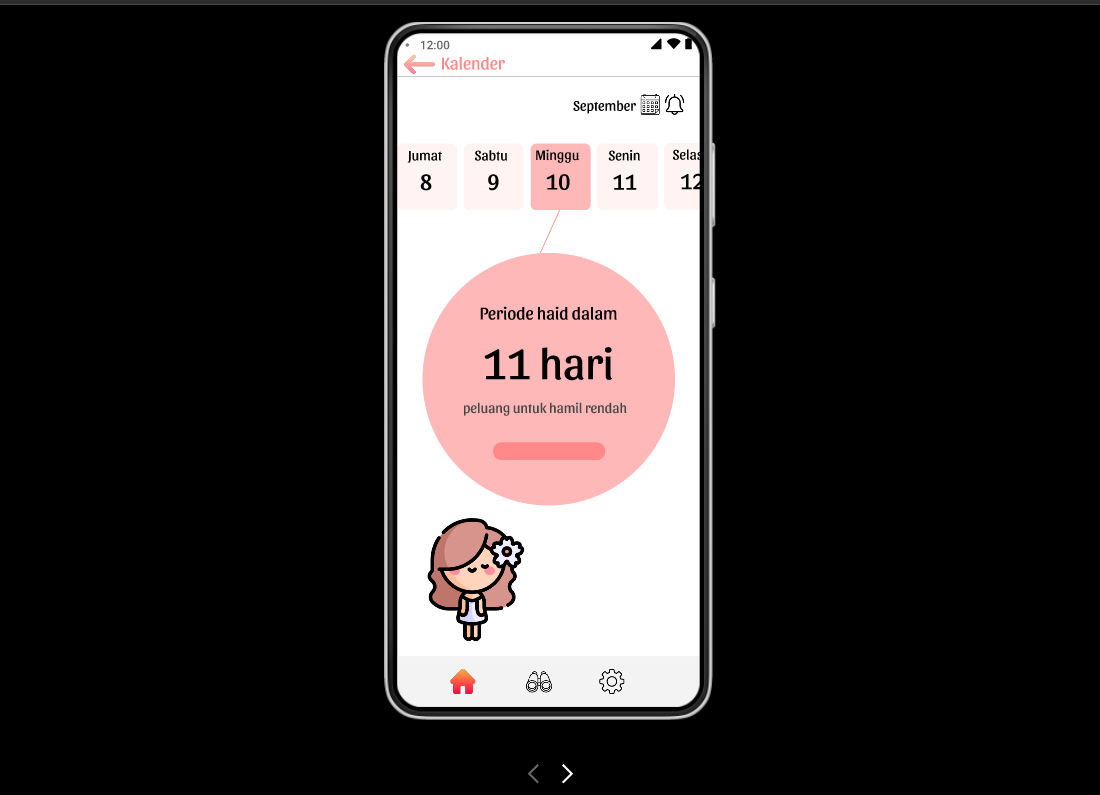 12:00
Kalender
September
Jumat Sabtu Minggu Senin Selas
8 9 10 11 12
Periode haid dalam
11 hari
peluang untuk hamil rendah